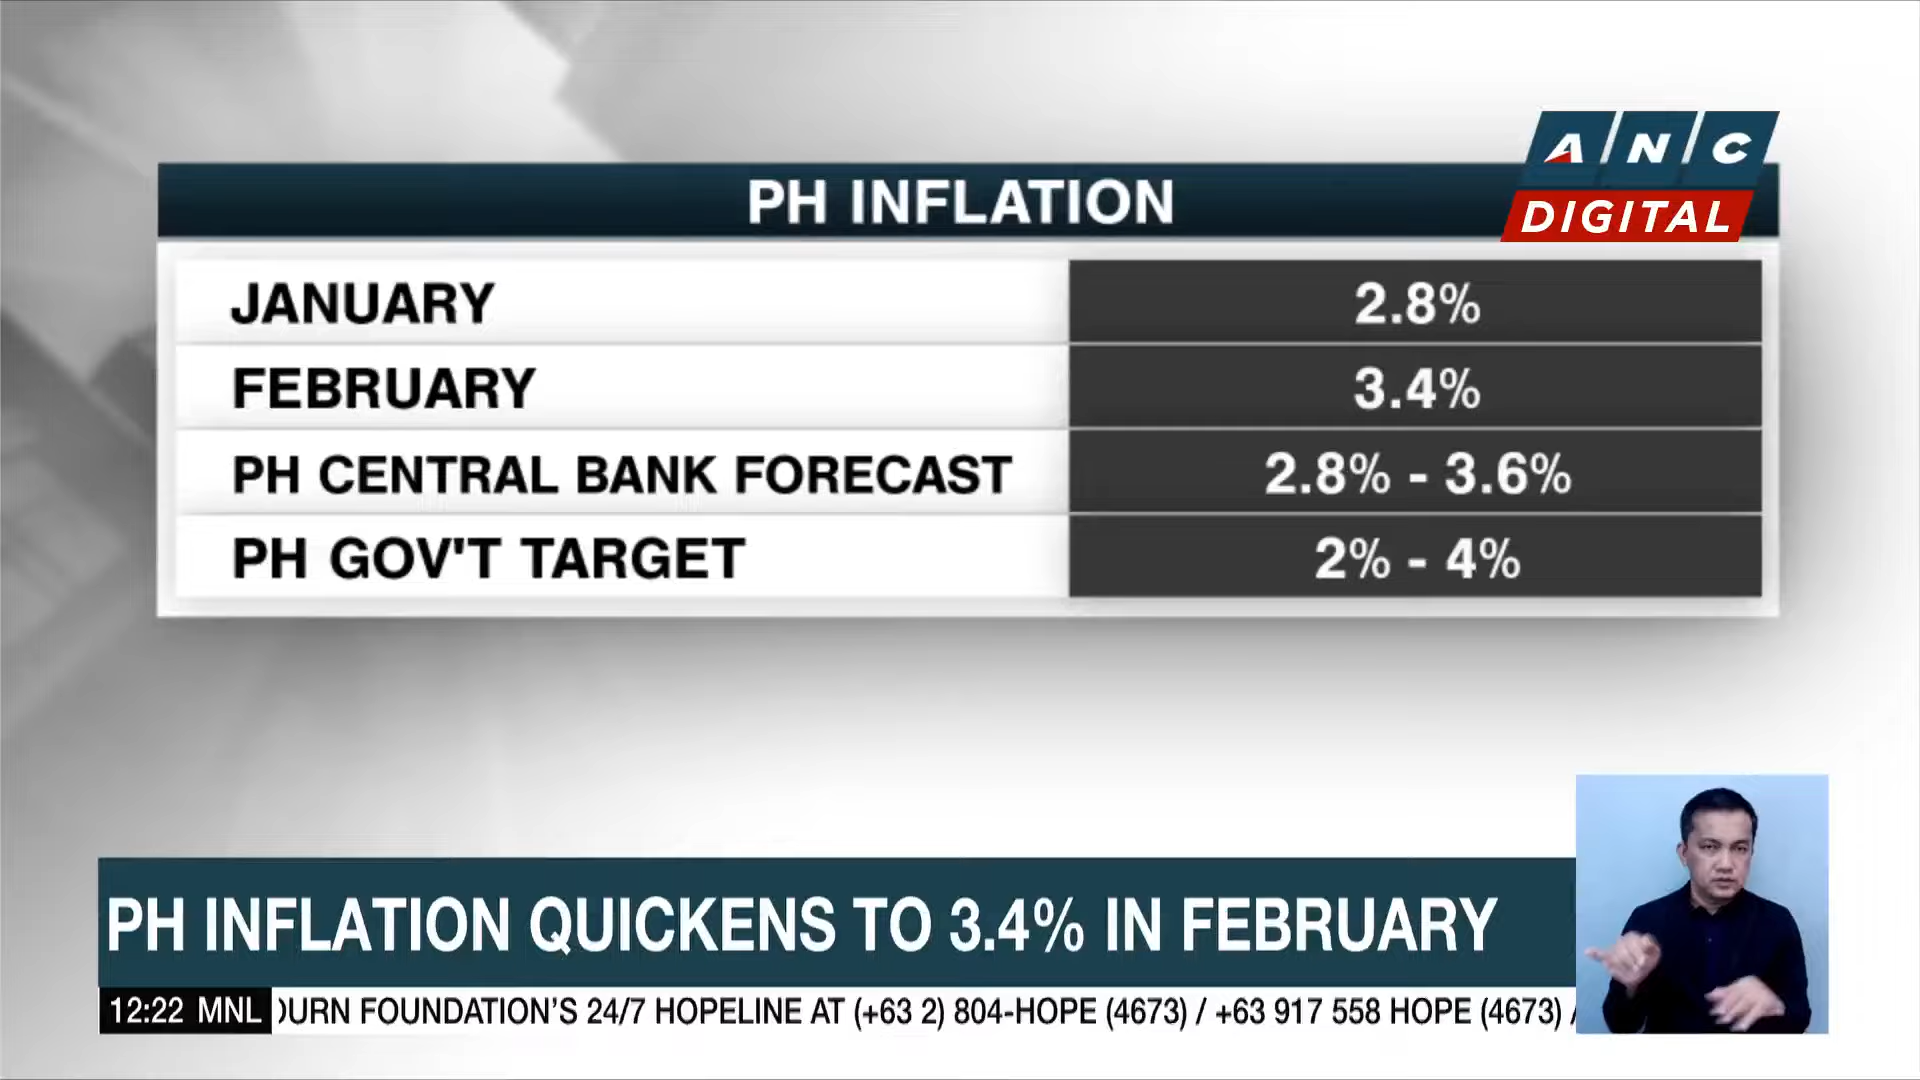 ANC
DIGITAL
PH INFLATION
JANUARY 2.8%
FEBRUARY 3.4%
PH CENTRAL BANK FORECAST 2.8% - 3.6%
PH GOV'T TARGET 2% - 4%
PH INFLATION QUICKENS TO 3.4% IN FEBRUARY
12:22 MNL FOUNDATION'S 24/7 HOPELINE AT (+63 2) 804-HOPE (4673) / +63 917 558 HOPE (4673)